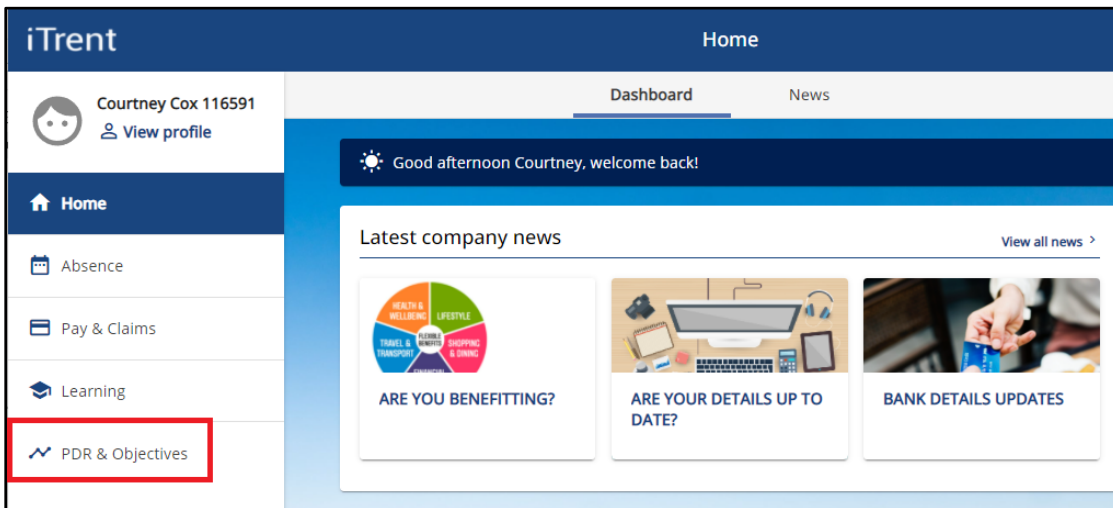 iTrent
Home
Courtney Cox 116591
View profile
Dashboard
News
Good afternoon Courtney, welcome back!
Home
Absence
Pay & Claims
Learning
PDR & Objectives
Latest company news
View all news >
HEALTH &
WELLBEING
LIFESTYLE
TRAVEL &
TRANSPORT
FLEXIBLE
BENEFITS
SHOPPING
& DINING
FINANCIAL
ARE YOU BENEFITTING?
ARE YOUR DETAILS UP TO
DATE?
BANK DETAILS UPDATES